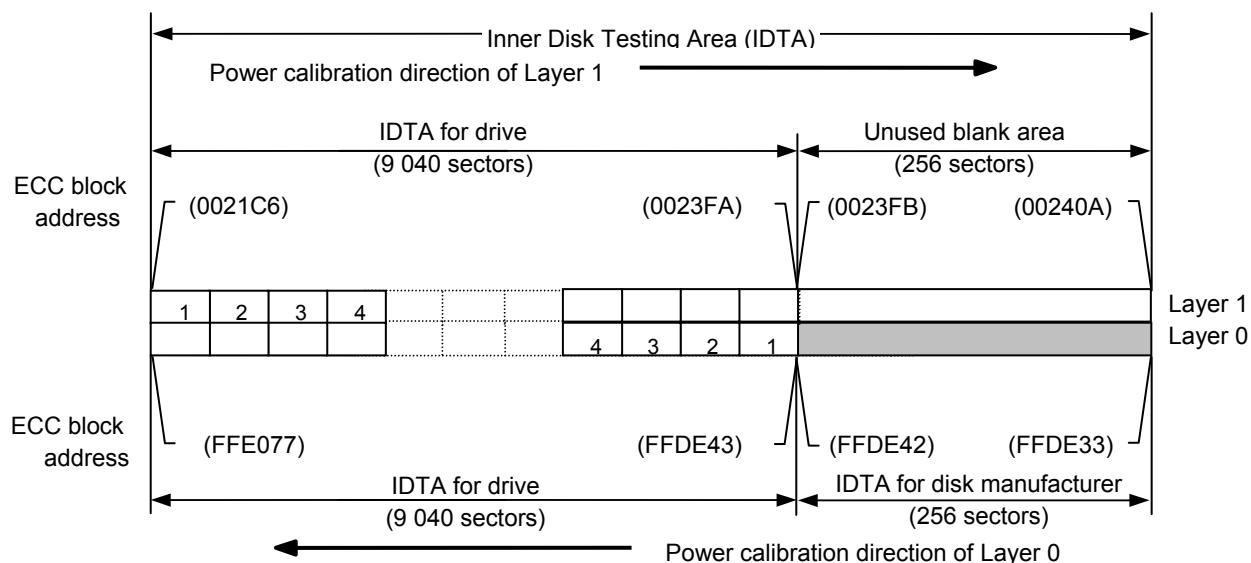 Inner Disk Testing Area (IDTA)
Power calibration direction of Layer 1
IDTA for drive
(9 040 sectors)
Unused blank area
(256 sectors)
ECC block
address
(0021C6)
(0023FA)
(0023FB)
(00240A)
1 2 3 4
Layer 1
4 3 2 1
Layer 0
ECC block
address
(FFE077)
(FFDE43)
(FFDE42)
(FFDE33)
IDTA for drive
(9 040 sectors)
IDTA for disk manufacturer
(256 sectors)
Power calibration direction of Layer 0